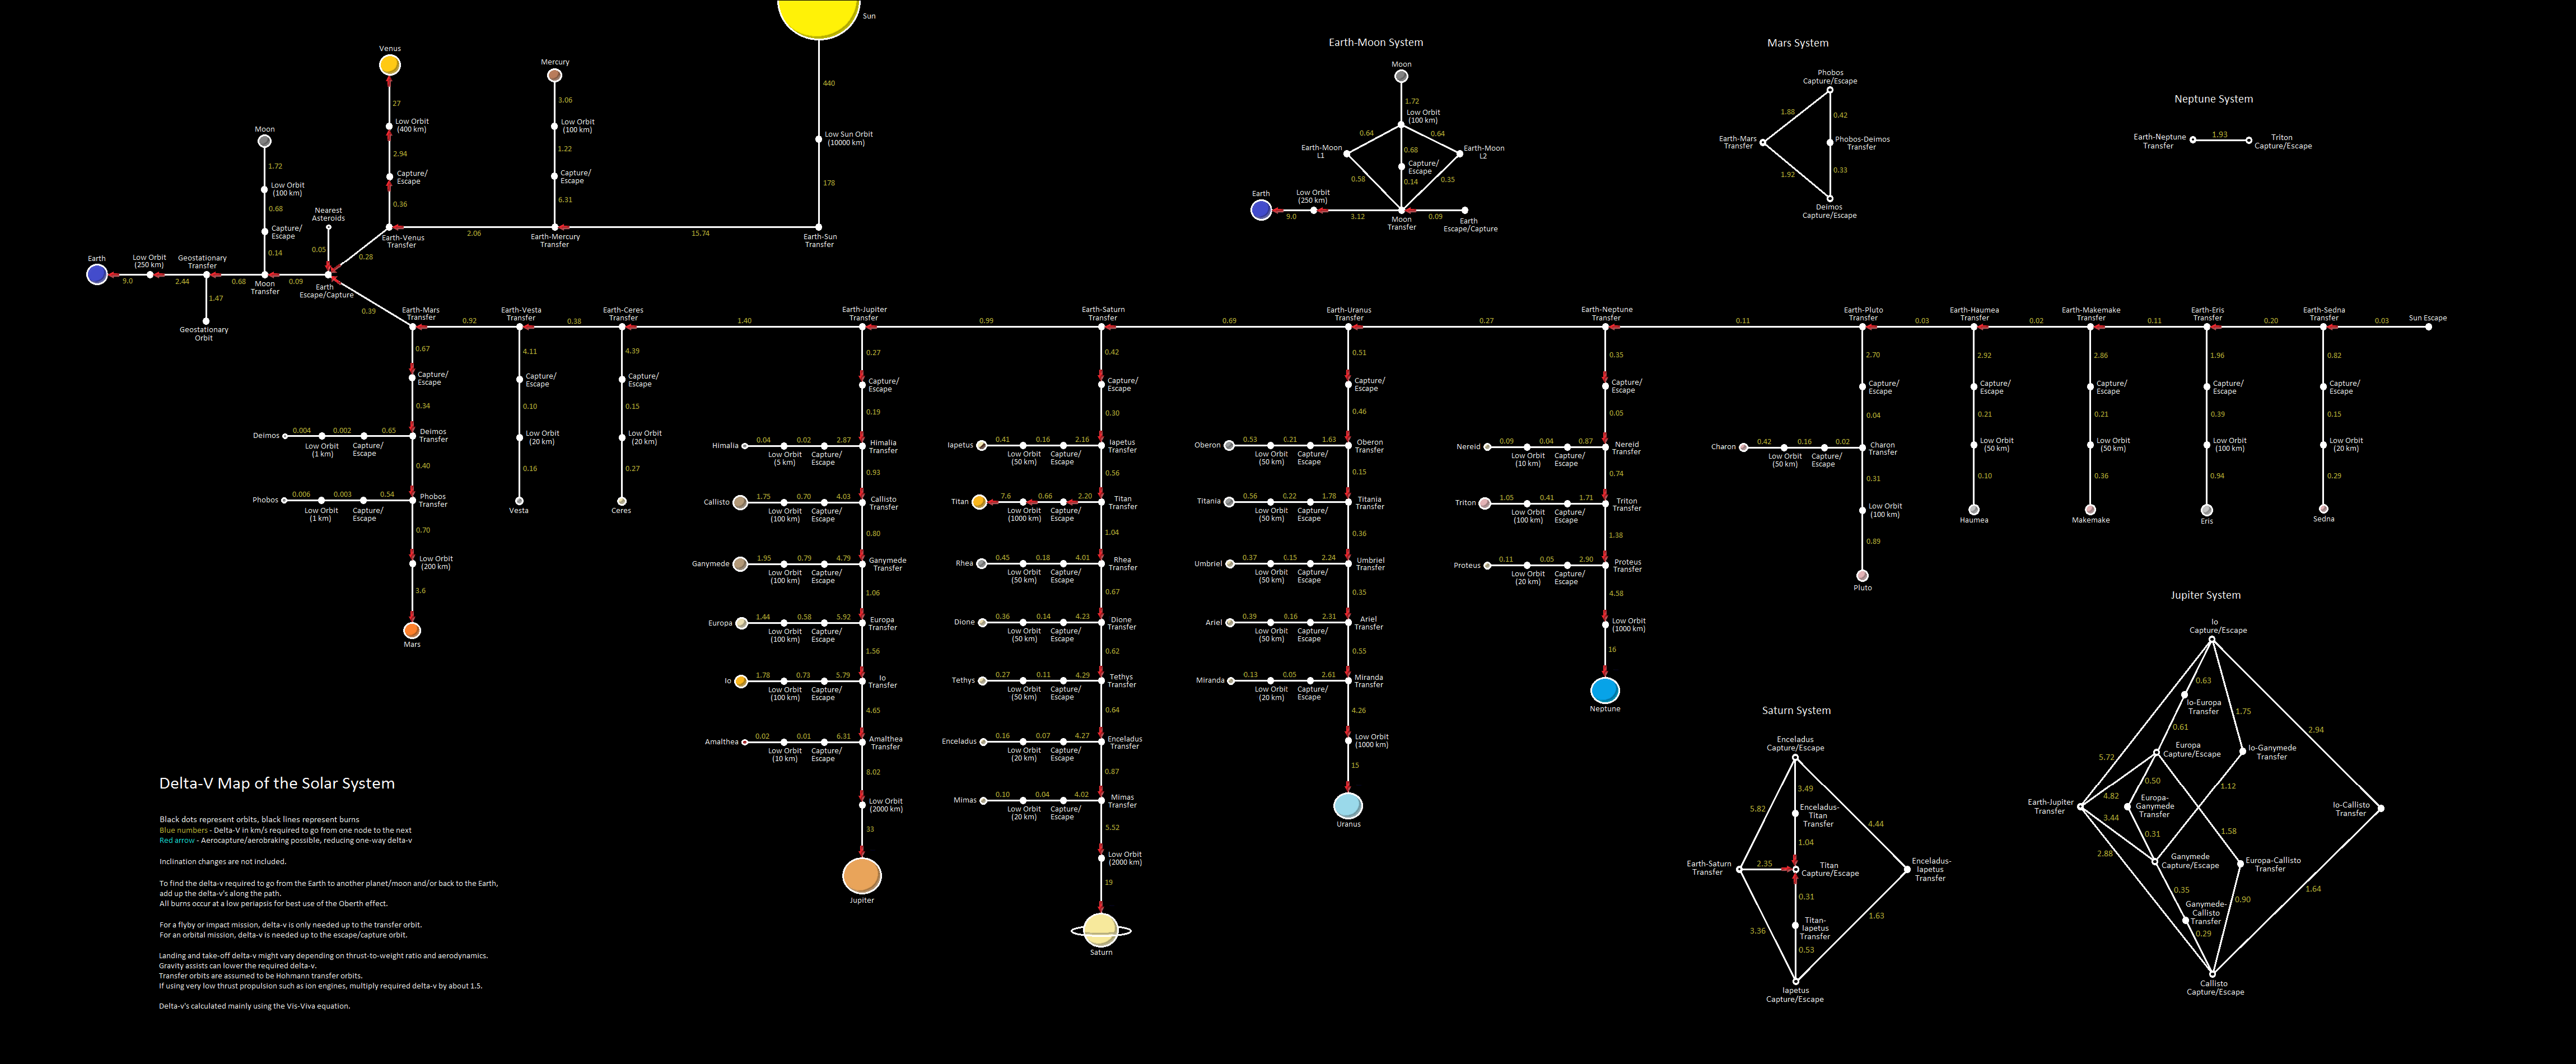 Sun
Venus
Mercury
Moon
27
Low Orbit
(400 km)
2.94
Capture/
Escape
0.36
3.06
Low Orbit
(100 km)
1.22
Capture/
Escape
6.31
440
Low Sun Orbit
(10000 km)
178
1.72
Low Orbit
(100 km)
0.68
Capture/
Escape
0.14
Nearest
Asteroids
0.05
0.28
Earth-Venus
Transfer
2.06
Earth-Mercury
Transfer
15.74
Earth-Sun
Transfer
Earth
9.0
Low Orbit
(250 km)
2.44
Geostationary
Transfer
0.68
Moon
Transfer
0.09
Earth
Escape/Capture
1.47
Geostationary
Orbit
0.39
Earth-Moon System
Moon
1.72
Low Orbit
(100 km)
0.64
0.64
Earth-Moon
L1
0.68
Earth-Moon
L2
Capture/
Escape
0.58
0.14
0.35
Earth
9.0
Low Orbit
(250 km)
3.12
Moon
Transfer
0.09
Earth
Escape/Capture
Mars System
Phobos
Capture/Escape
1.88
0.42
Earth-Mars
Transfer
Phobos-Deimos
Transfer
1.92
0.33
Deimos
Capture/Escape
Neptune System
Earth-Neptune
Transfer
1.93
Triton
Capture/Escape
Earth-Mars
Transfer
0.92
Earth-Vesta
Transfer
0.38
Earth-Ceres
Transfer
1.40
Earth-Jupiter
Transfer
0.99
Earth-Saturn
Transfer
0.69
Earth-Uranus
Transfer
0.27
Earth-Neptune
Transfer
0.11
Earth-Pluto
Transfer
0.03
Earth-Haumea
Transfer
0.02
Earth-Makemake
Transfer
0.11
Earth-Eris
Transfer
0.20
Earth-Sedna
Transfer
0.03
Sun Escape
0.67
Capture/
Escape
0.34
Deimos 0.004 0.002 0.65
Low Orbit
(1 km)
Capture/
Escape
Deimos
Transfer
0.40
Phobos 0.006 0.003 0.54
Low Orbit
(1 km)
Capture/
Escape
Phobos
Transfer
0.70
Low Orbit
(200 km)
3.6
Mars
4.11
Capture/
Escape
0.10
Low Orbit
(20 km)
0.16
Vesta
4.39
Capture/
Escape
0.15
Low Orbit
(20 km)
0.27
Ceres
0.27
Capture/
Escape
0.19
Himalia 0.04 0.02 2.87
Low Orbit
(5 km)
Capture/
Escape
Himalia
Transfer
0.93
Callisto 1.75 0.70 4.03
Low Orbit
(100 km)
Capture/
Escape
Callisto
Transfer
0.80
Ganymede 1.95 0.79 4.79
Low Orbit
(100 km)
Capture/
Escape
Ganymede
Transfer
1.06
Europa 1.44 0.58 5.92
Low Orbit
(100 km)
Capture/
Escape
Europa
Transfer
1.56
Io 1.78 0.73 5.79
Low Orbit
(100 km)
Capture/
Escape
Io
Transfer
4.65
Amalthea 0.02 0.01 6.31
Low Orbit
(10 km)
Capture/
Escape
Amalthea
Transfer
8.02
Low Orbit
(2000 km)
33
Jupiter
0.42
Capture/
Escape
0.30
Iapetus 0.41 0.16 2.16
Low Orbit
(50 km)
Capture/
Escape
Iapetus
Transfer
0.56
Titan 7.6 0.66 2.20
Low Orbit
(1000 km)
Capture/
Escape
Titan
Transfer
1.04
Rhea 0.45 0.18 4.01
Low Orbit
(50 km)
Capture/
Escape
Rhea
Transfer
0.67
Dione 0.36 0.14 4.23
Low Orbit
(50 km)
Capture/
Escape
Dione
Transfer
0.62
Tethys 0.27 0.11 4.29
Low Orbit
(50 km)
Capture/
Escape
Tethys
Transfer
0.64
Enceladus 0.16 0.07 4.27
Low Orbit
(20 km)
Capture/
Escape
Enceladus
Transfer
0.87
Mimas 0.10 0.04 4.02
Low Orbit
(20 km)
Capture/
Escape
Mimas
Transfer
5.52
Low Orbit
(2000 km)
19
Saturn
0.51
Capture/
Escape
0.46
Oberon 0.53 0.21 1.63
Low Orbit
(50 km)
Capture/
Escape
Oberon
Transfer
0.15
Titania 0.56 0.22 1.78
Low Orbit
(50 km)
Capture/
Escape
Titania
Transfer
0.36
Umbriel 0.37 0.15 2.24
Low Orbit
(50 km)
Capture/
Escape
Umbriel
Transfer
0.35
Ariel 0.39 0.16 2.31
Low Orbit
(50 km)
Capture/
Escape
Ariel
Transfer
0.55
Miranda 0.13 0.05 2.61
Low Orbit
(20 km)
Capture/
Escape
Miranda
Transfer
4.26
Low Orbit
(1000 km)
15
Uranus
0.35
Capture/
Escape
0.05
Nereid 0.09 0.04 0.87
Low Orbit
(10 km)
Capture/
Escape
Nereid
Transfer
0.74
Triton 1.05 0.41 1.71
Low Orbit
(100 km)
Capture/
Escape
Triton
Transfer
1.38
Proteus 0.11 0.05 2.90
Low Orbit
(20 km)
Capture/
Escape
Proteus
Transfer
4.58
Low Orbit
(1000 km)
16
Neptune
2.70
Capture/
Escape
0.04
Charon 0.42 0.16 0.02
Low Orbit
(50 km)
Capture/
Escape
Charon
Transfer
0.31
Low Orbit
(100 km)
0.89
Pluto
2.92
Capture/
Escape
0.21
Low Orbit
(50 km)
0.10
Haumea
2.86
Capture/
Escape
0.21
Low Orbit
(50 km)
0.36
Makemake
1.96
Capture/
Escape
0.39
Low Orbit
(100 km)
0.94
Eris
0.82
Capture/
Escape
0.15
Low Orbit
(20 km)
0.29
Sedna
Saturn System
Enceladus
Capture/Escape
3.49
5.82
Enceladus-
Titan
Transfer
4.44
1.04
Earth-Saturn
Transfer
2.35
Titan
Capture/Escape
Enceladus-
Iapetus
Transfer
0.31
Titan-
Iapetus
Transfer
1.63
3.36
0.53
Iapetus
Capture/Escape
Jupiter System
Io
Capture/Escape
0.63
Io-Europa
Transfer
1.75
0.61
2.94
Europa
Capture/Escape
Io-Ganymede
Transfer
5.72
0.50
1.12
4.82
Earth-Jupiter
Transfer
Europa-
Ganymede
Transfer
Io-Callisto
Transfer
3.44
0.31
1.58
2.88
Ganymede
Capture/Escape
Europa-Callisto
Transfer
0.35
0.90
1.64
Ganymede-
Callisto
Transfer
0.29
Callisto
Capture/Escape
Delta-V Map of the Solar System
Black dots represent orbits, black lines represent burns
Blue numbers - Delta-V in km/s required to go from one node to the next
Red arrow - Aerocapture/aerobraking possible, reducing one-way delta-v
Inclination changes are not included.
To find the delta-v required to go from the Earth to another planet/moon and/or back to the Earth,
add up the delta-v's along the path.
All burns occur at a low periapsis for best use of the Oberth effect.
For a flyby or impact mission, delta-v is only needed up to the transfer orbit.
For an orbital mission, delta-v is needed up to the escape/capture orbit.
Landing and take-off delta-v might vary depending on thrust-to-weight ratio and aerodynamics.
Gravity assists can lower the required delta-v.
Transfer orbits are assumed to be Hohmann transfer orbits.
If using very low thrust propulsion such as ion engines, multiply required delta-v by about 1.5.
Delta-v's calculated mainly using the Vis-Viva equation.